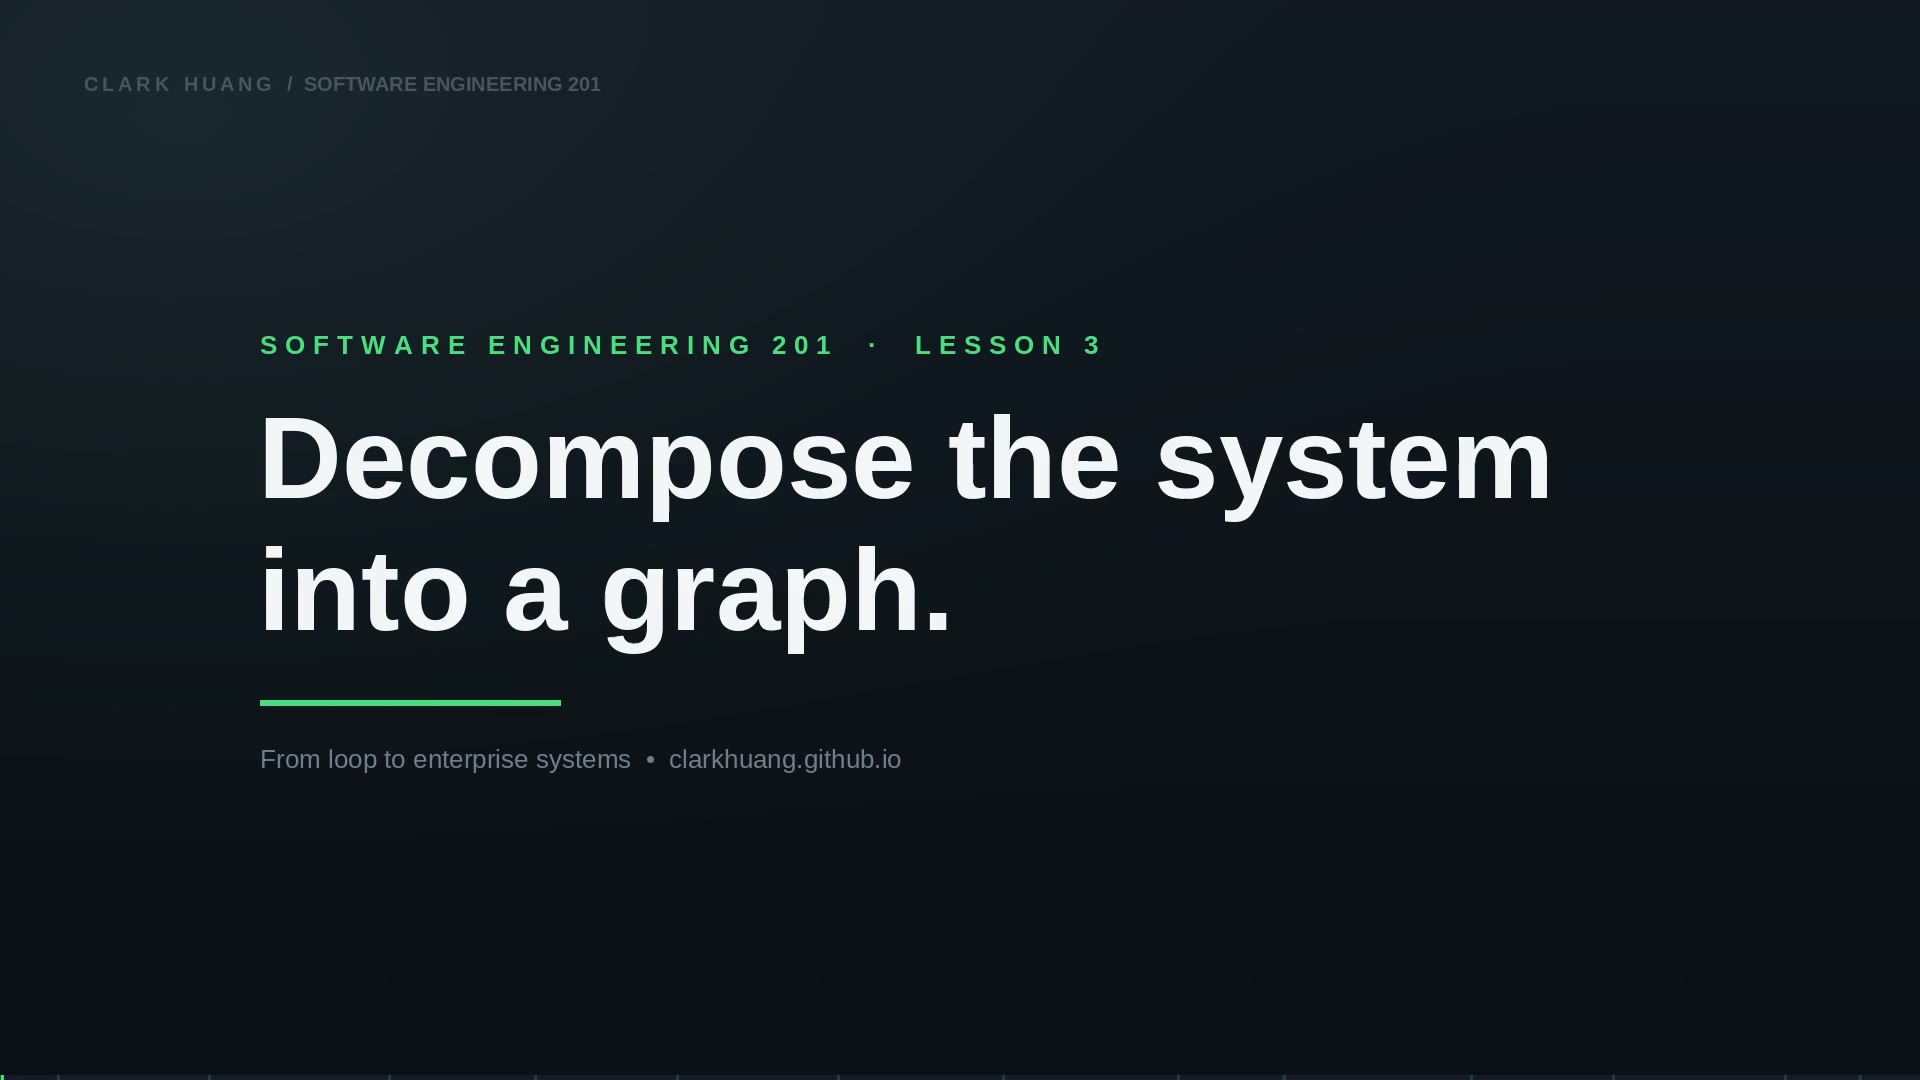 CLARK HUANG / SOFTWARE ENGINEERING 201
SOFTWARE ENGINEERING 201 · LESSON 3
Decompose the system
into a graph.
From loop to enterprise systems • clarkhuang.github.io